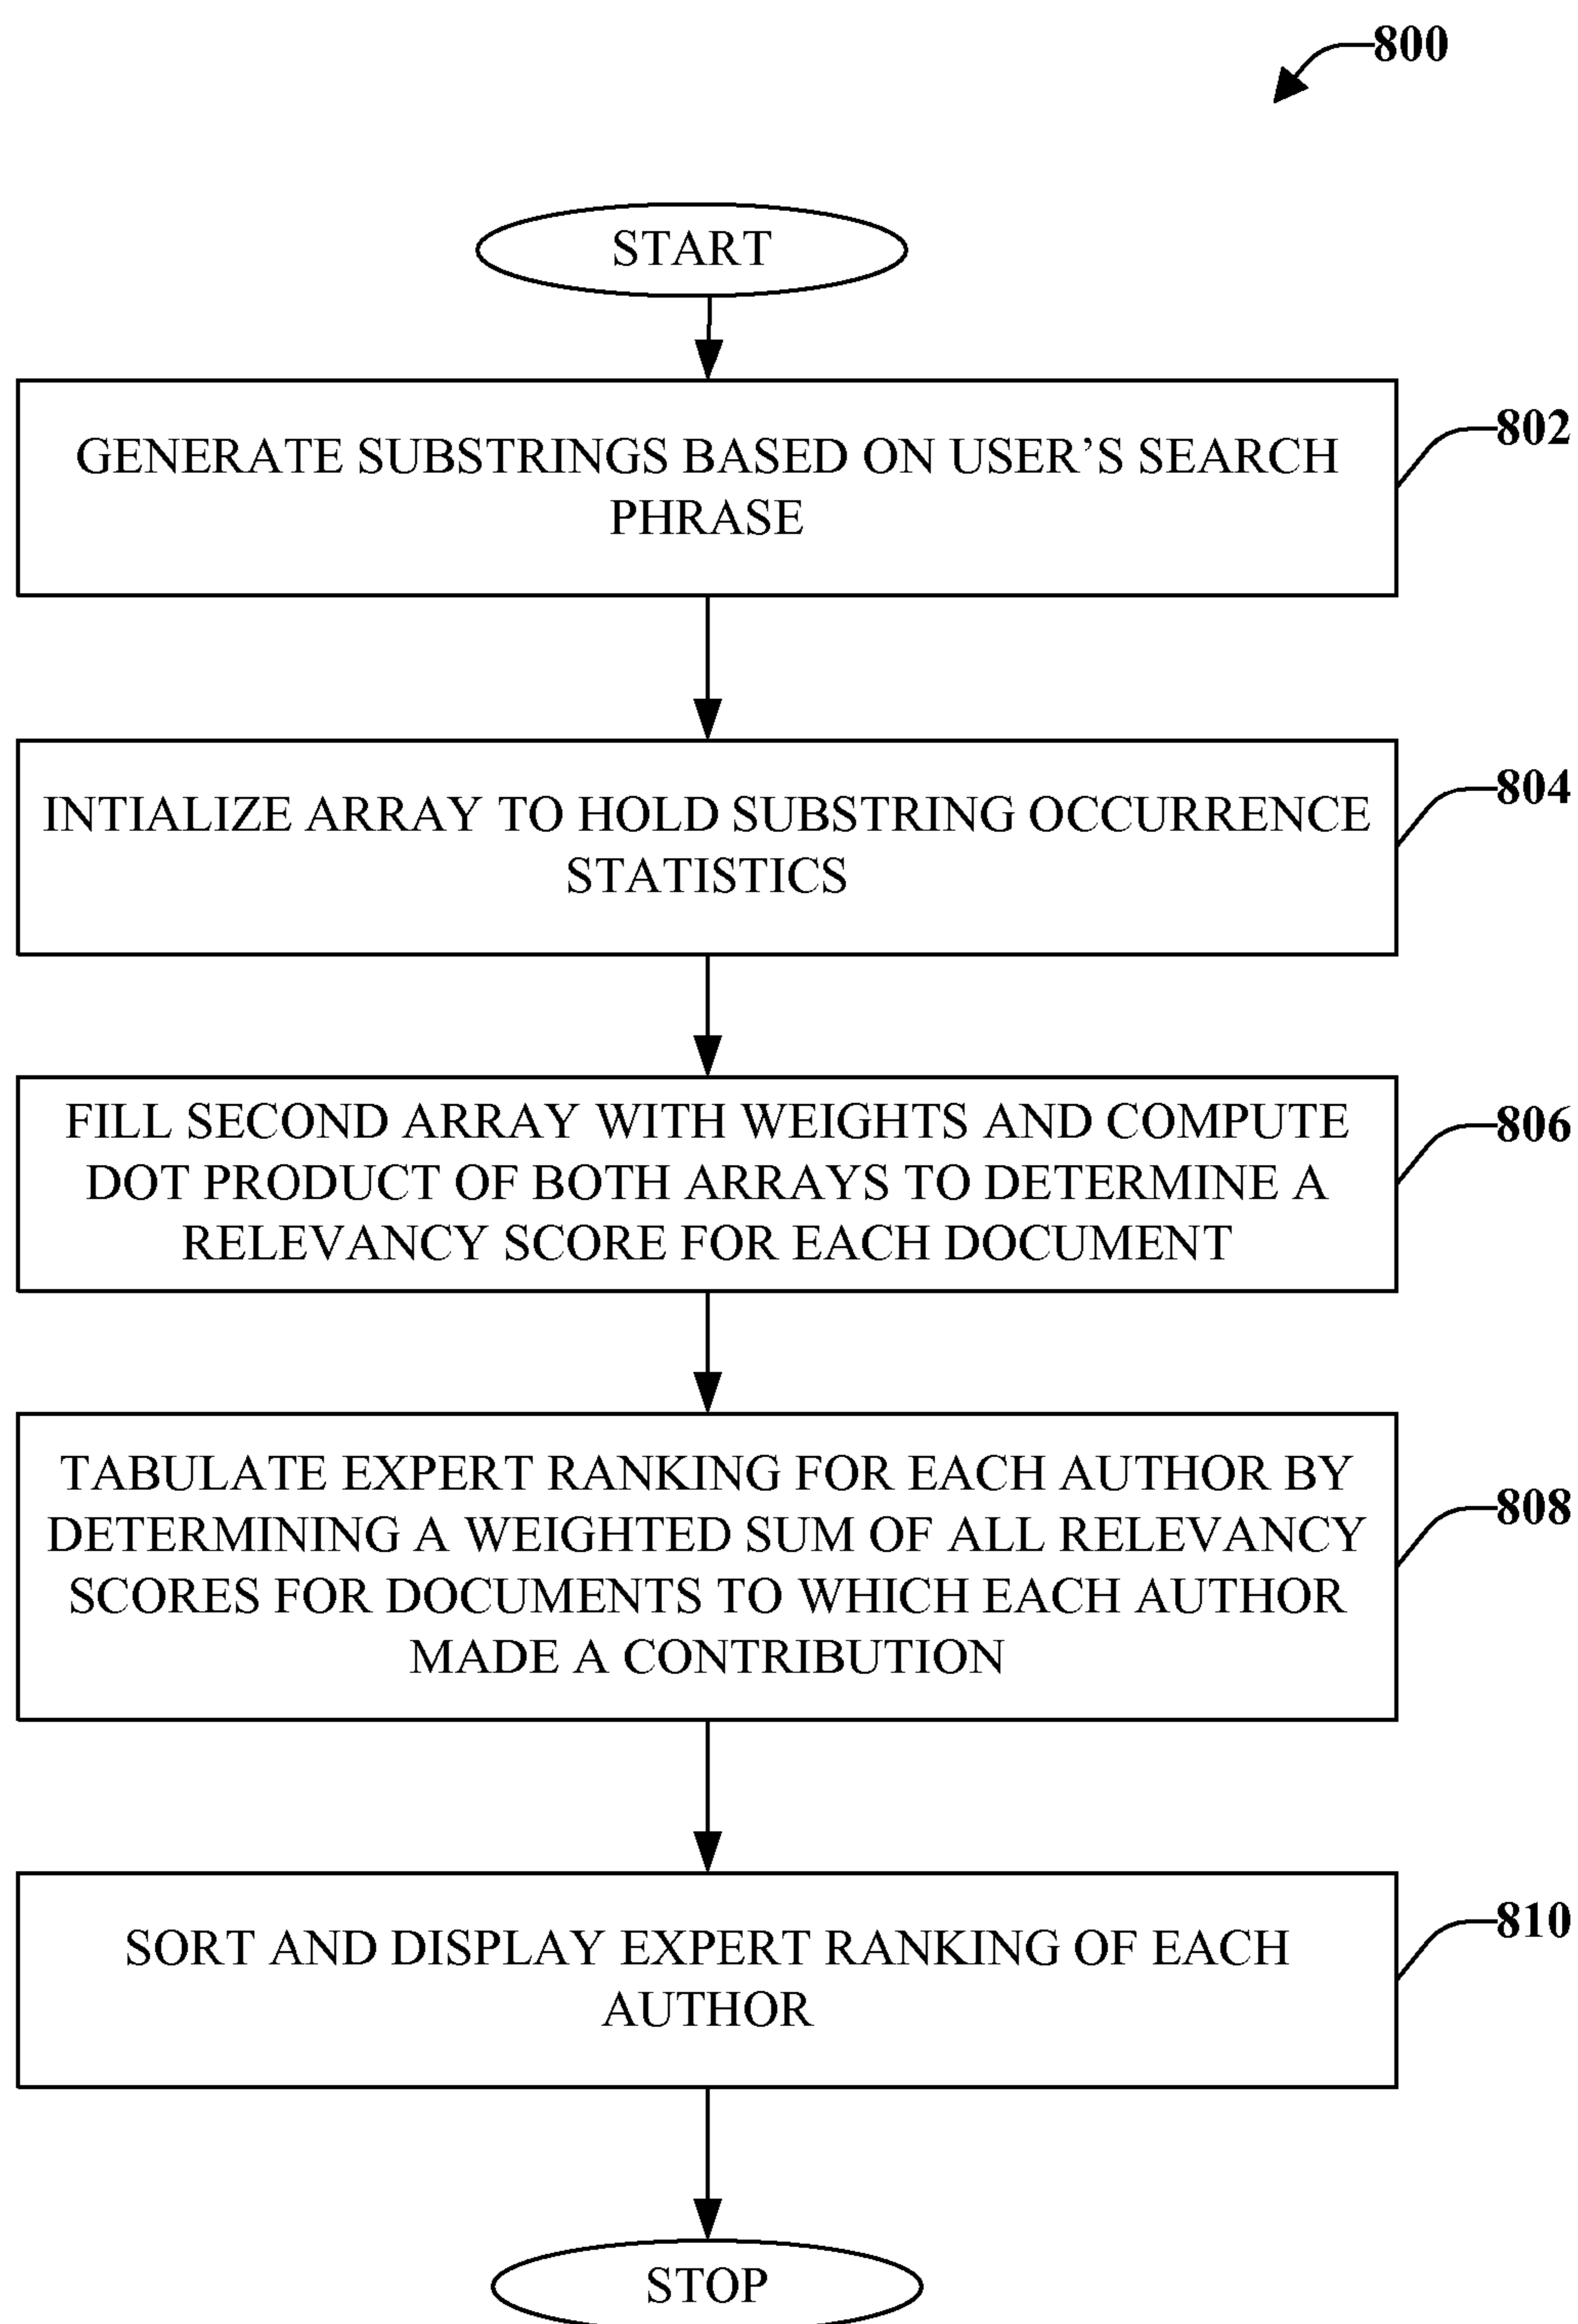 800
START
GENERATE SUBSTRINGS BASED ON USER’S SEARCH
PHRASE
802
INTIALIZE ARRAY TO HOLD SUBSTRING OCCURRENCE
STATISTICS
804
FILL SECOND ARRAY WITH WEIGHTS AND COMPUTE
DOT PRODUCT OF BOTH ARRAYS TO DETERMINE A
RELEVANCY SCORE FOR EACH DOCUMENT
806
TABULATE EXPERT RANKING FOR EACH AUTHOR BY
DETERMINING A WEIGHTED SUM OF ALL RELEVANCY
SCORES FOR DOCUMENTS TO WHICH EACH AUTHOR
MADE A CONTRIBUTION
808
SORT AND DISPLAY EXPERT RANKING OF EACH
AUTHOR
810
STOP